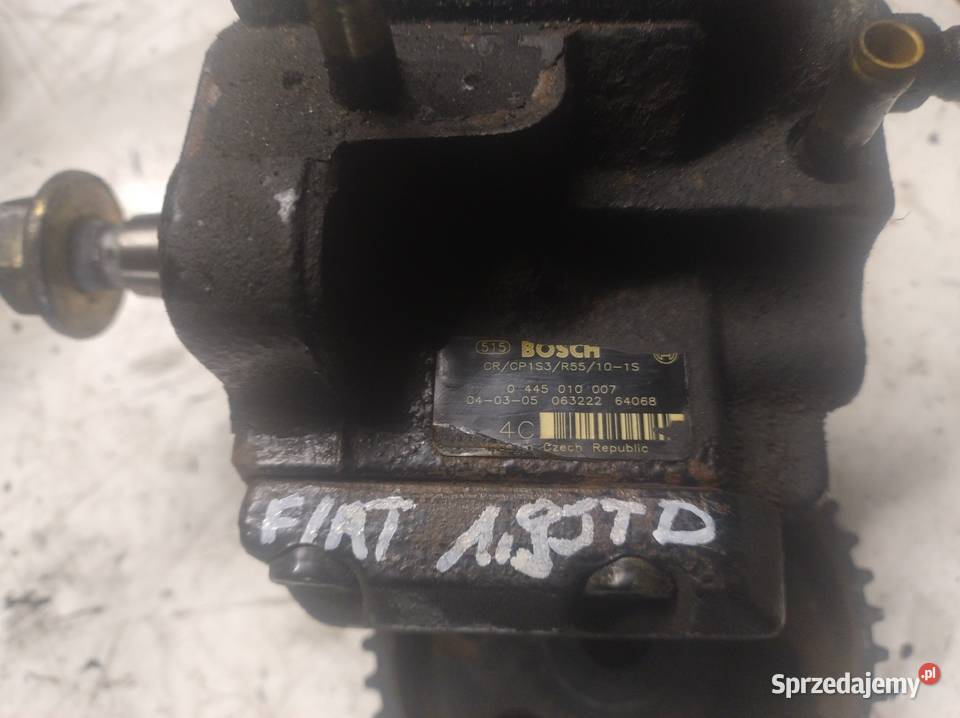 515 BOSCH
CR/CP1S3/R55/10-1S
0 445 010 007
04-03-05 063222 64068
4C
Czech Republic
FIAT 1.9JTD
Sprzedajemy.pl